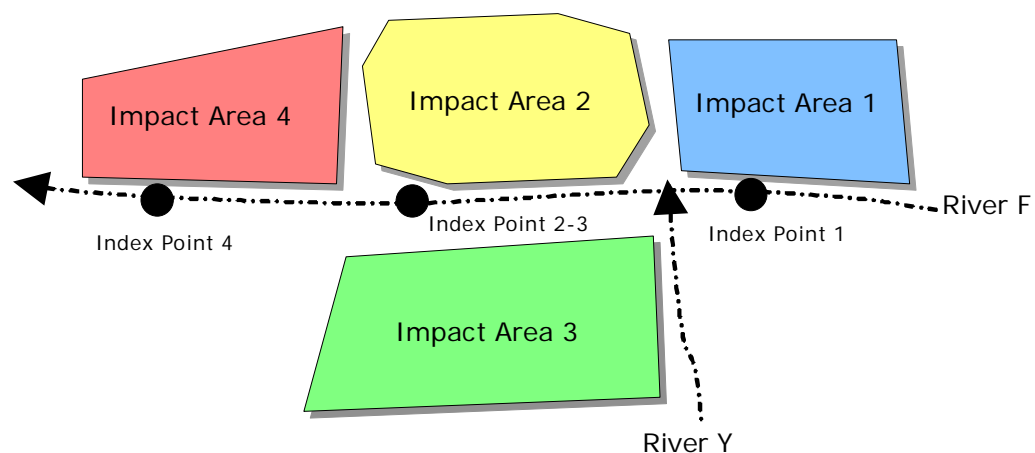 Impact Area 4
Impact Area 2
Impact Area 1
River F
Index Point 4
Index Point 2-3
Index Point 1
Impact Area 3
River Y